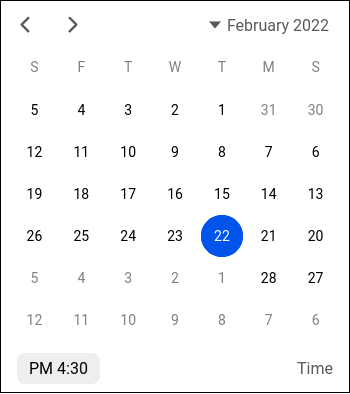 February 2022
S F T W T M S
5 4 3 2 1 31 30
12 11 10 9 8 7 6
19 18 17 16 15 14 13
26 25 24 23 22 21 20
5 4 3 2 1 28 27
12 11 10 9 8 7 6
PM 4:30 Time